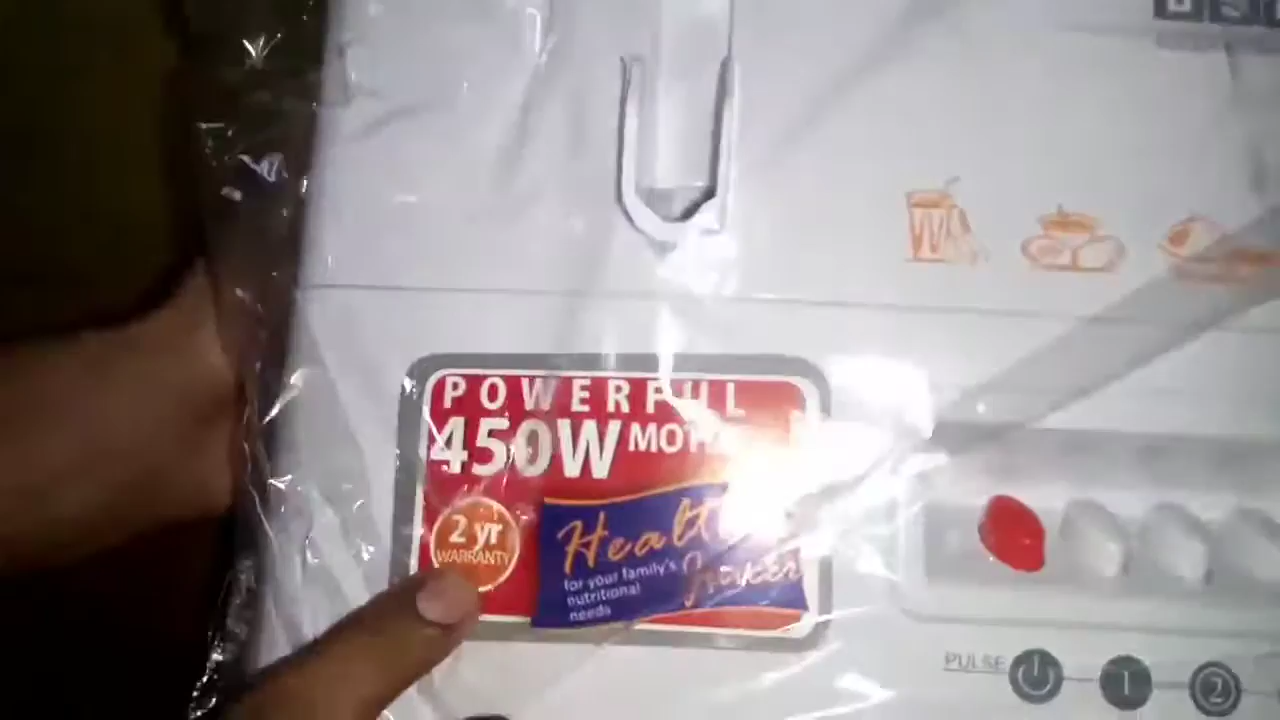 POWERFUL
450W
2 yr
WARRANTY
for your family's
nutritional
needs
PULSE
1
2